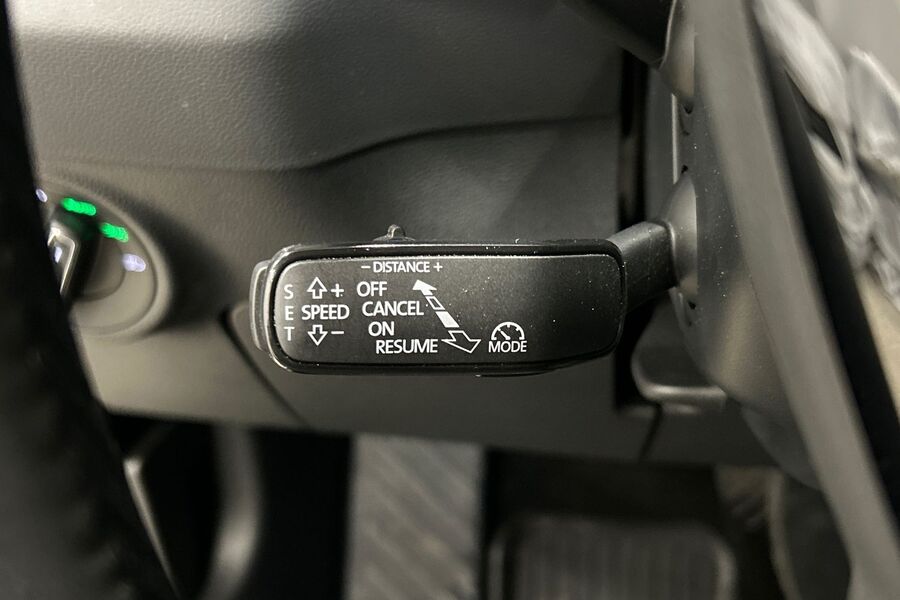 – DISTANCE +
S + OFF
E SPEED CANCEL
T – ON
RESUME MODE